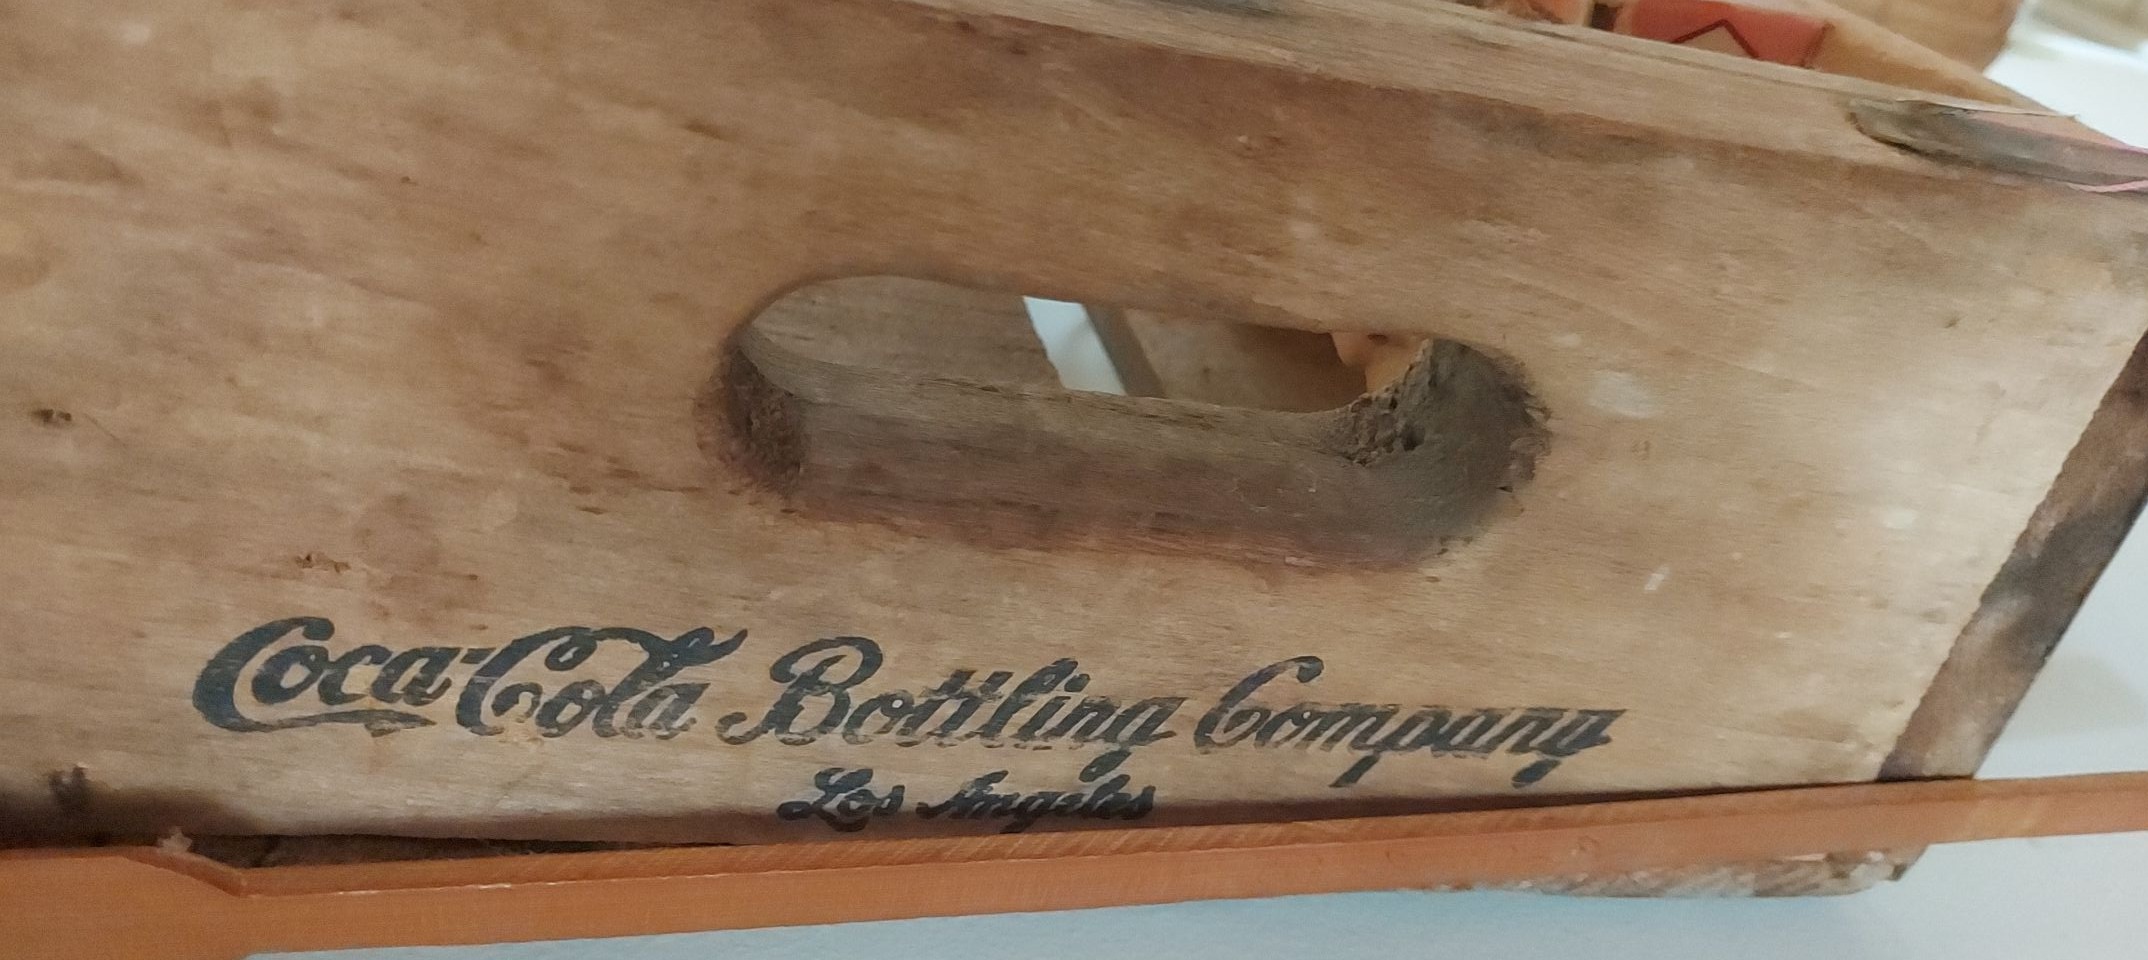 Coca-Cola Bottling Company
Los Angeles